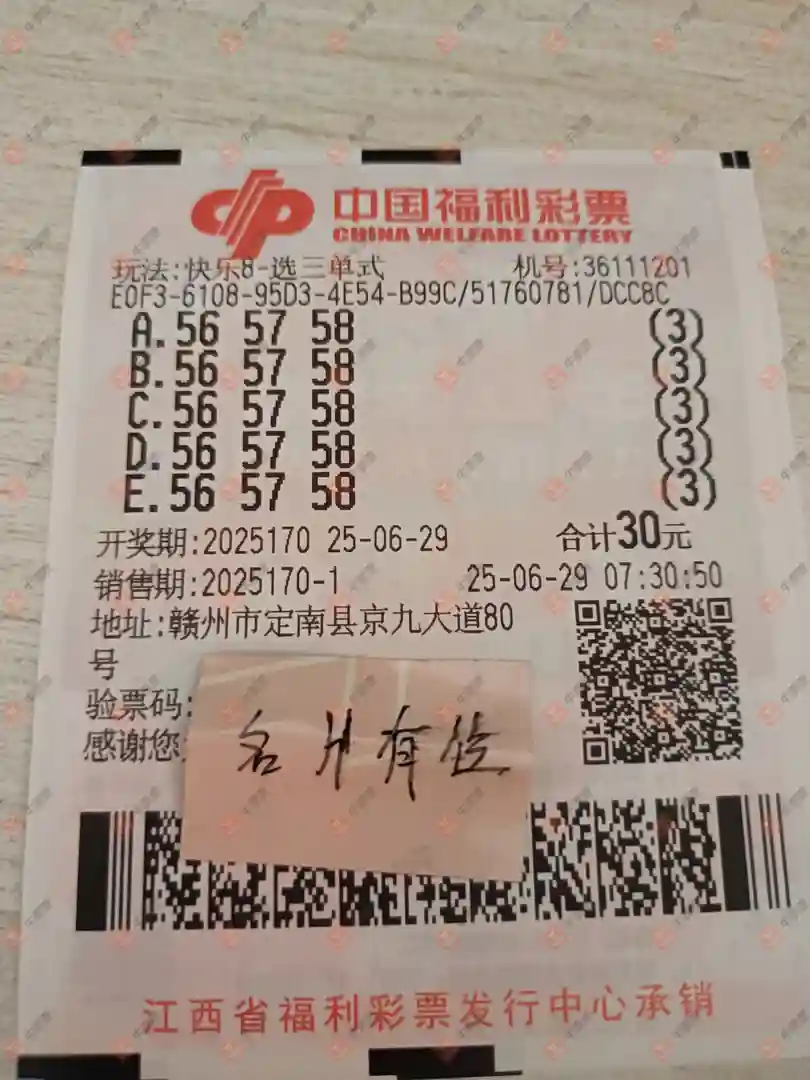 中国福利彩票
CHINA WELFARE LOTTERY
玩法:快乐8-选三单式 机号:36111201
E0F3-6108-95D3-4E54-B99C/51760781/DCC8C
A.56 57 58 (3)
B.56 57 58 (3)
C.56 57 58 (3)
D.56 57 58 (3)
E.56 57 58 (3)
开奖期:2025170 25-06-29 合计30元
销售期:2025170-1 25-06-29 07:30:50
地址:赣州市定南县京九大道80
号
验票码:
感谢您
名片有位
江西省福利彩票发行中心承销